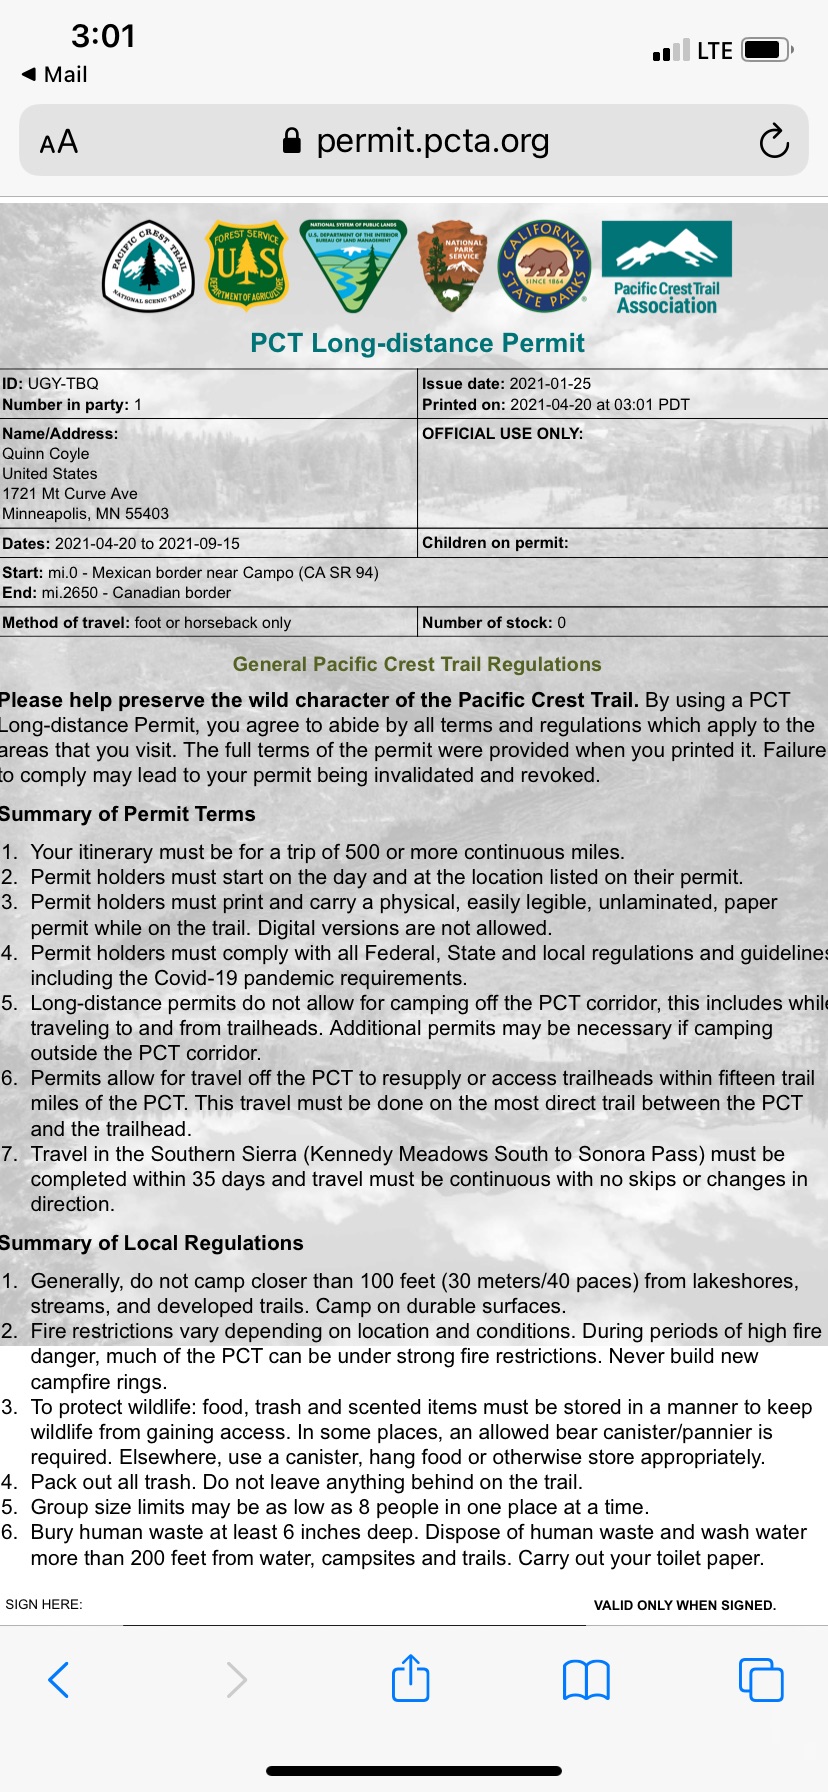 3:01
LTE
◀ Mail
AA
permit.pcta.org
PACIFIC CREST TRAIL
NATIONAL SCENIC TRAIL
FOREST SERVICE
U S
DEPARTMENT OF AGRICULTURE
NATIONAL SYSTEM OF PUBLIC LANDS
U.S. DEPARTMENT OF THE INTERIOR
BUREAU OF LAND MANAGEMENT
NATIONAL
PARK
SERVICE
CALIFORNIA
SINCE 1864
STATE PARKS
Pacific Crest Trail
Association
PCT Long-distance Permit
ID: UGY-TBQ
Number in party: 1
Issue date: 2021-01-25
Printed on: 2021-04-20 at 03:01 PDT
Name/Address:
Quinn Coyle
United States
1721 Mt Curve Ave
Minneapolis, MN 55403
OFFICIAL USE ONLY:
Dates: 2021-04-20 to 2021-09-15
Children on permit:
Start: mi.0 - Mexican border near Campo (CA SR 94)
End: mi.2650 - Canadian border
Method of travel: foot or horseback only
Number of stock: 0
General Pacific Crest Trail Regulations
Please help preserve the wild character of the Pacific Crest Trail. By using a PCT
Long-distance Permit, you agree to abide by all terms and regulations which apply to the
areas that you visit. The full terms of the permit were provided when you printed it. Failure
to comply may lead to your permit being invalidated and revoked.
Summary of Permit Terms
1. Your itinerary must be for a trip of 500 or more continuous miles.
2. Permit holders must start on the day and at the location listed on their permit.
3. Permit holders must print and carry a physical, easily legible, unlaminated, paper
permit while on the trail. Digital versions are not allowed.
4. Permit holders must comply with all Federal, State and local regulations and guidelines
including the Covid-19 pandemic requirements.
5. Long-distance permits do not allow for camping off the PCT corridor, this includes while
traveling to and from trailheads. Additional permits may be necessary if camping
outside the PCT corridor.
6. Permits allow for travel off the PCT to resupply or access trailheads within fifteen trail
miles of the PCT. This travel must be done on the most direct trail between the PCT
and the trailhead.
7. Travel in the Southern Sierra (Kennedy Meadows South to Sonora Pass) must be
completed within 35 days and travel must be continuous with no skips or changes in
direction.
Summary of Local Regulations
1. Generally, do not camp closer than 100 feet (30 meters/40 paces) from lakeshores,
streams, and developed trails. Camp on durable surfaces.
2. Fire restrictions vary depending on location and conditions. During periods of high fire
danger, much of the PCT can be under strong fire restrictions. Never build new
campfire rings.
3. To protect wildlife: food, trash and scented items must be stored in a manner to keep
wildlife from gaining access. In some places, an allowed bear canister/pannier is
required. Elsewhere, use a canister, hang food or otherwise store appropriately.
4. Pack out all trash. Do not leave anything behind on the trail.
5. Group size limits may be as low as 8 people in one place at a time.
6. Bury human waste at least 6 inches deep. Dispose of human waste and wash water
more than 200 feet from water, campsites and trails. Carry out your toilet paper.
SIGN HERE:
VALID ONLY WHEN SIGNED.